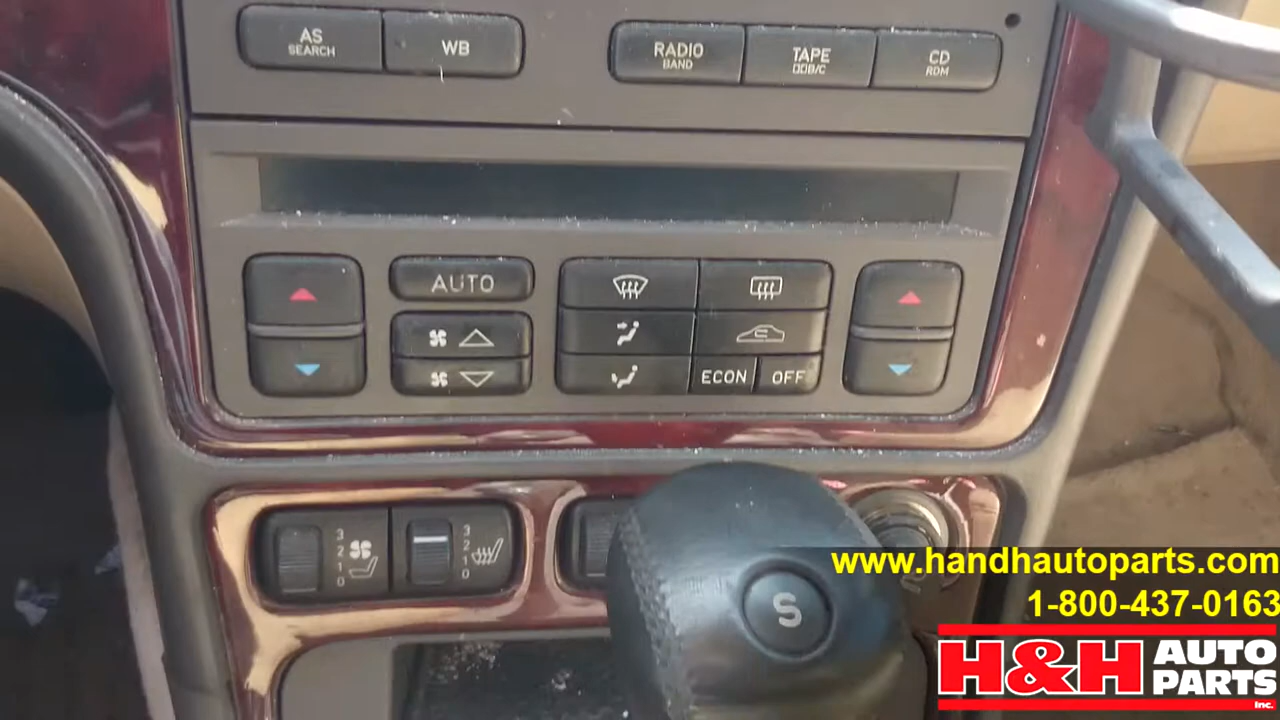 AS
SEARCH
WB
RADIO
BAND
TAPE
B/C
CD
RDM
AUTO
ECON
OFF
3
2
1
0
3
2
1
0
S
www.handhautoparts.com
1-800-437-0163
H&H AUTO
PARTS
Inc.